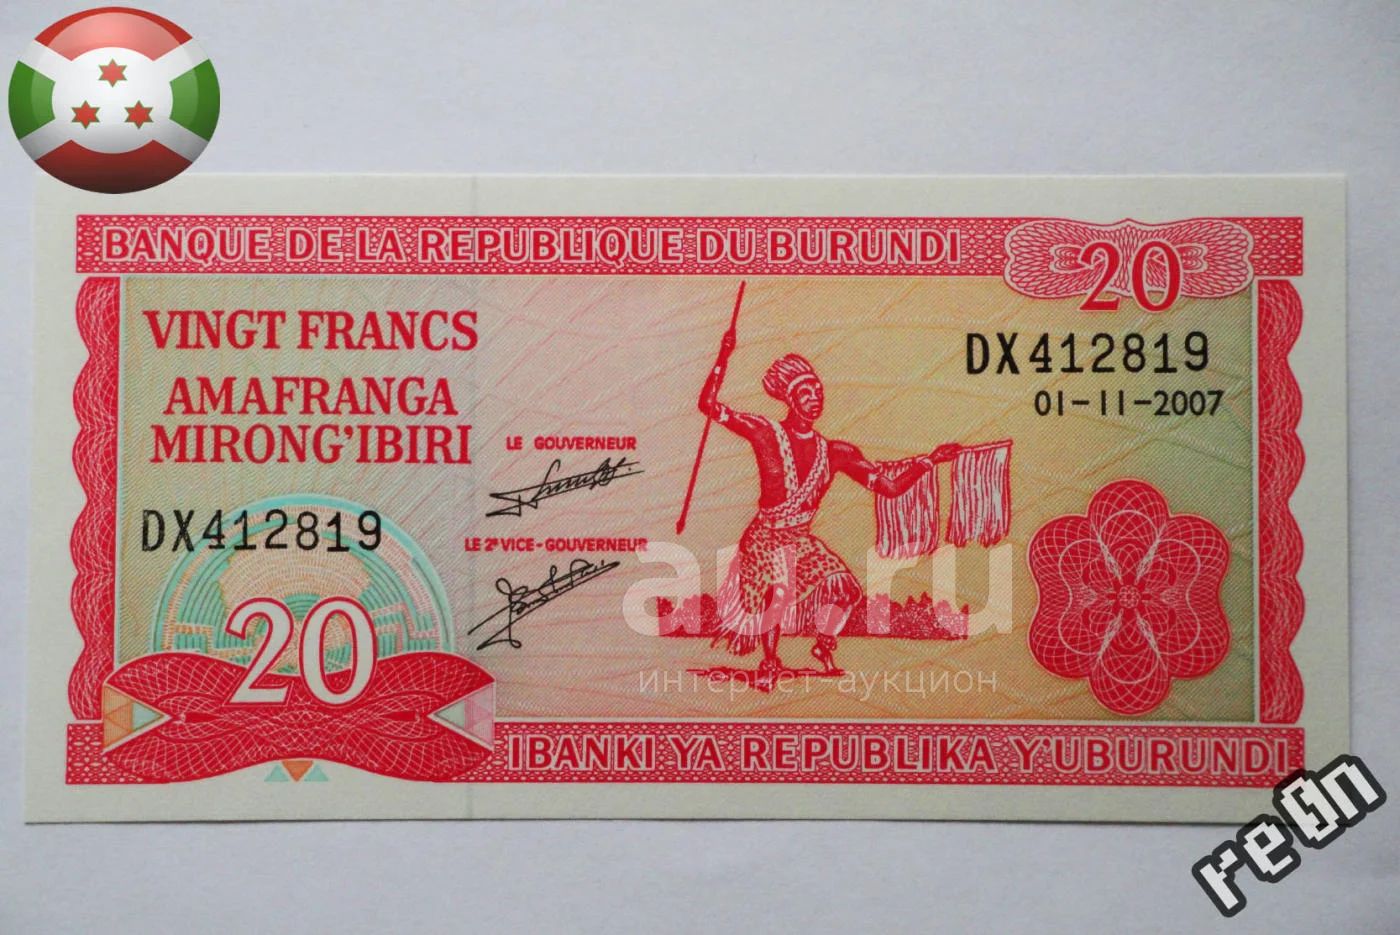 BANQUE DE LA REPUBLIQUE DU BURUNDI
20
VINGT FRANCS
AMAFRANGA
MIRONG'IBIRI
DX412819
01-11-2007
LE GOUVERNEUR
DX412819
LE 2e VICE-GOUVERNEUR
20
au.ru
интернет-аукцион
IBANKI YA REPUBLIKA Y'UBURUNDI
re0n